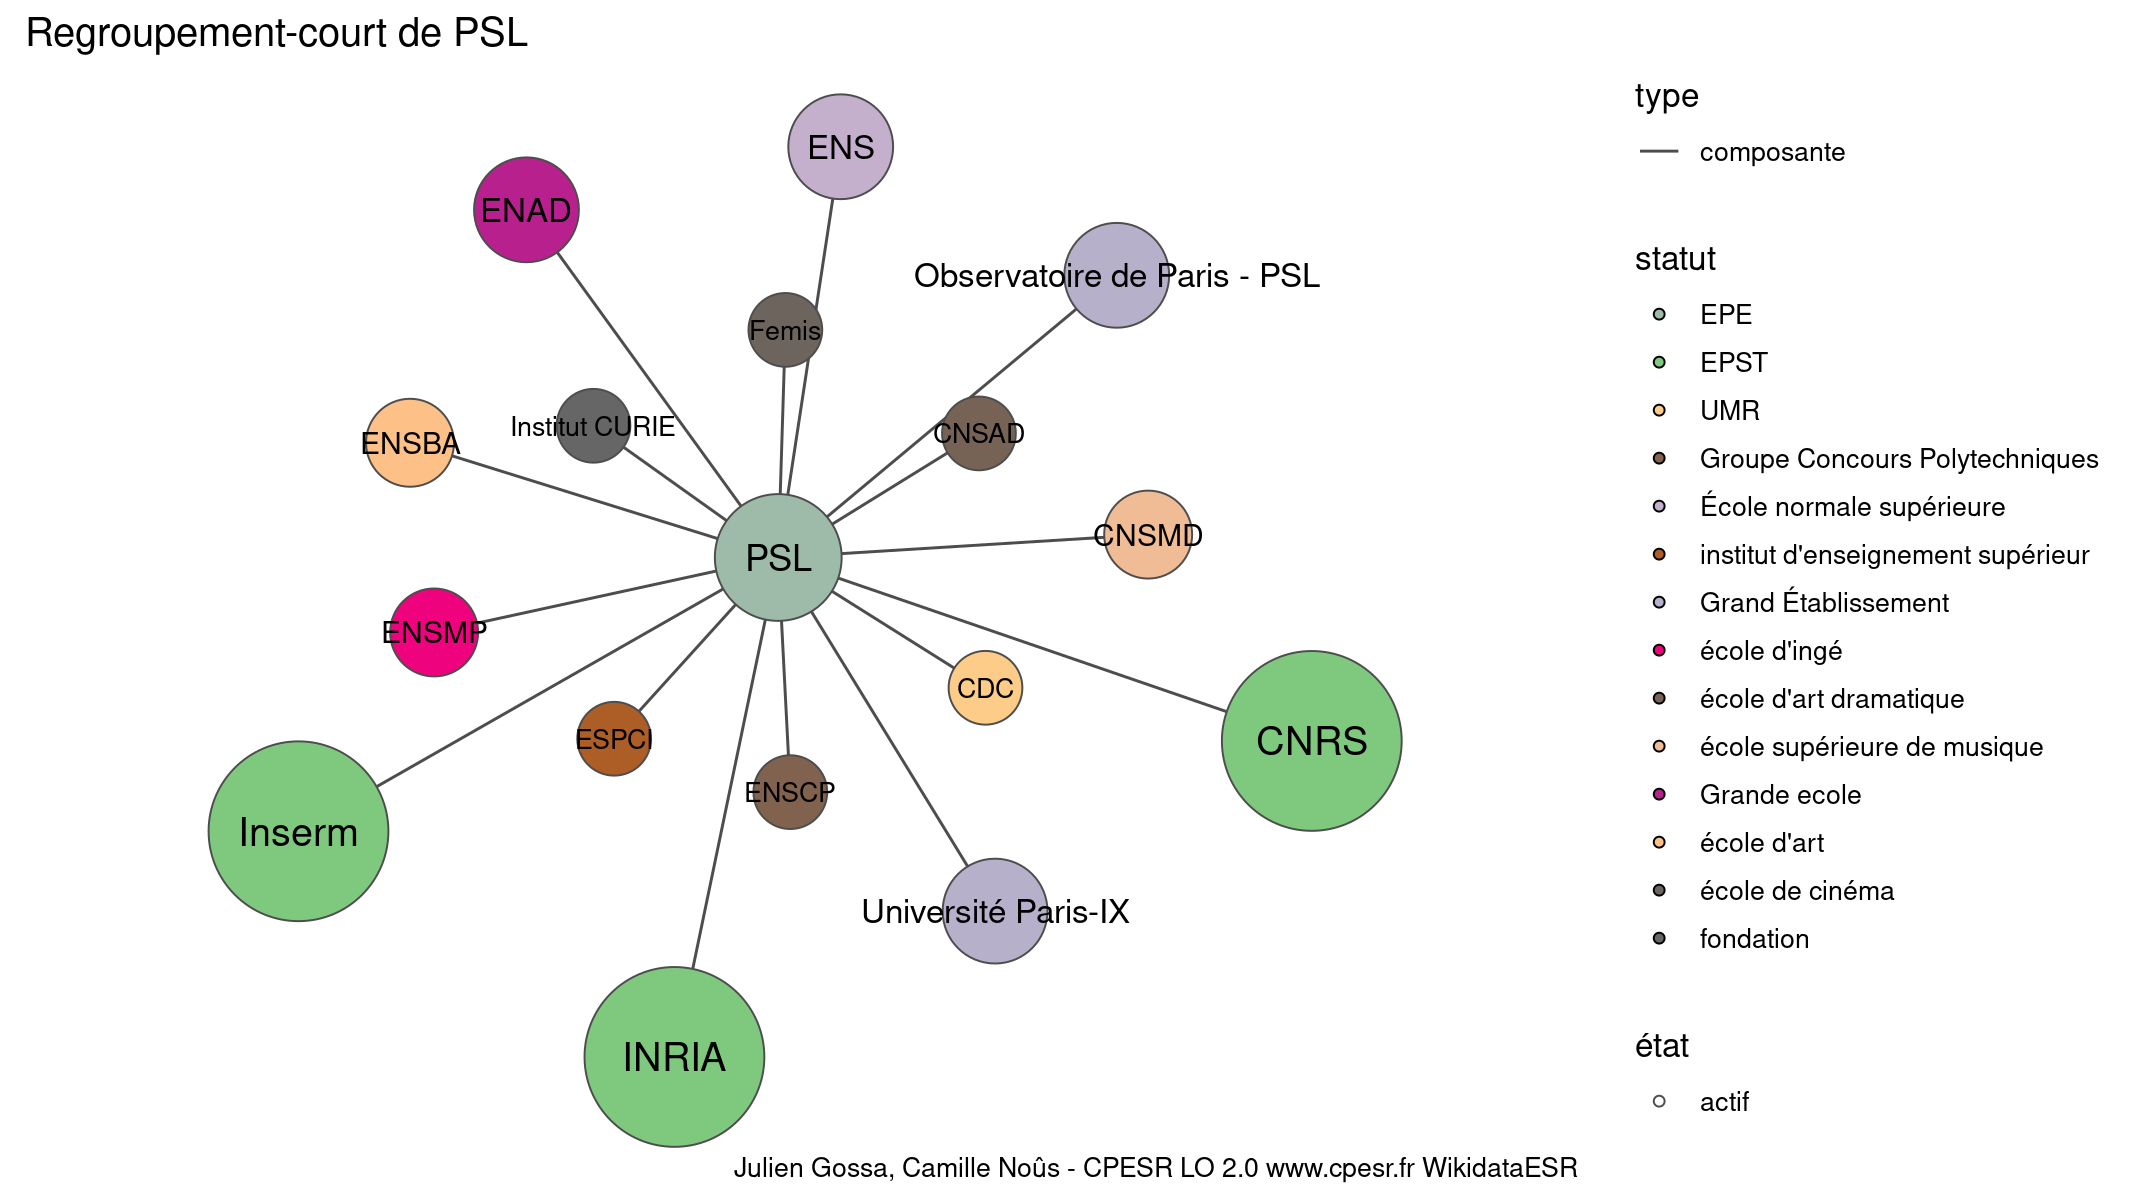 Regroupement-court de PSL
ENS
ENAD
Observatoire de Paris - PSL
Femis
Institut CURIE
CNSAD
ENSBA
CNSMD
PSL
ENSMP
CDC
CNRS
ESPCI
ENSCP
Inserm
Université Paris-IX
INRIA
type
composante
statut
EPE
EPST
UMR
Groupe Concours Polytechniques
École normale supérieure
institut d'enseignement supérieur
Grand Établissement
école d'ingé
école d'art dramatique
école supérieure de musique
Grande ecole
école d'art
école de cinéma
fondation
état
actif
Julien Gossa, Camille Noûs - CPESR LO 2.0 www.cpesr.fr WikidataESR